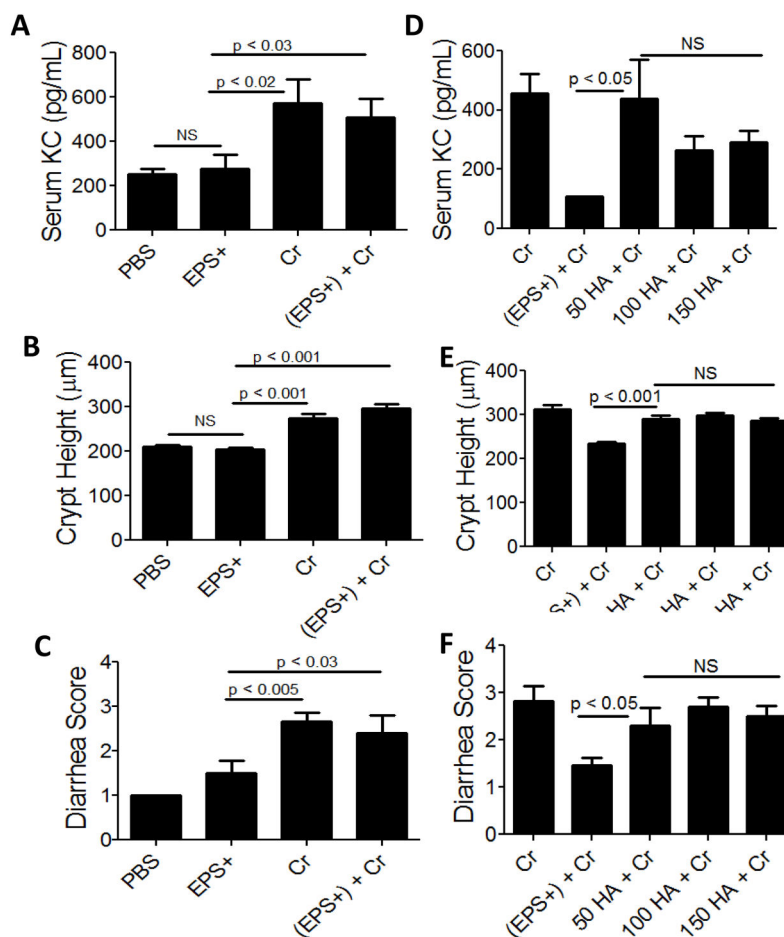 A
Serum KC (pg/mL)
800
600
400
200
0
p < 0.03
p < 0.02
NS
PBS
EPS+
Cr
(EPS+) + Cr
B
Crypt Height (μm)
400
300
200
100
0
p < 0.001
p < 0.001
NS
PBS
EPS+
Cr
(EPS+) + Cr
C
Diarrhea Score
4
3
2
1
0
p < 0.03
p < 0.005
PBS
EPS+
Cr
(EPS+) + Cr
D
Serum KC (pg/mL)
600
400
200
0
NS
p < 0.05
Cr
(EPS+) + Cr
50 HA + Cr
100 HA + Cr
150 HA + Cr
E
Crypt Height (μm)
400
300
200
100
0
NS
p < 0.001
Cr
S+) + Cr
HA + Cr
HA + Cr
HA + Cr
F
Diarrhea Score
4
3
2
1
0
NS
p < 0.05
Cr
(EPS+) + Cr
50 HA + Cr
100 HA + Cr
150 HA + Cr